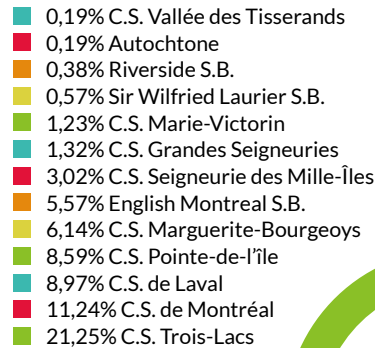 0,19% C.S. Vallée des Tisserands
0,19% Autochtone
0,38% Riverside S.B.
0,57% Sir Wilfried Laurier S.B.
1,23% C.S. Marie-Victorin
1,32% C.S. Grandes Seigneuries
3,02% C.S. Seigneurie des Mille-Îles
5,57% English Montreal S.B.
6,14% C.S. Marguerite-Bourgeoys
8,59% C.S. Pointe-de-l'île
8,97% C.S. de Laval
11,24% C.S. de Montréal
21,25% C.S. Trois-Lacs